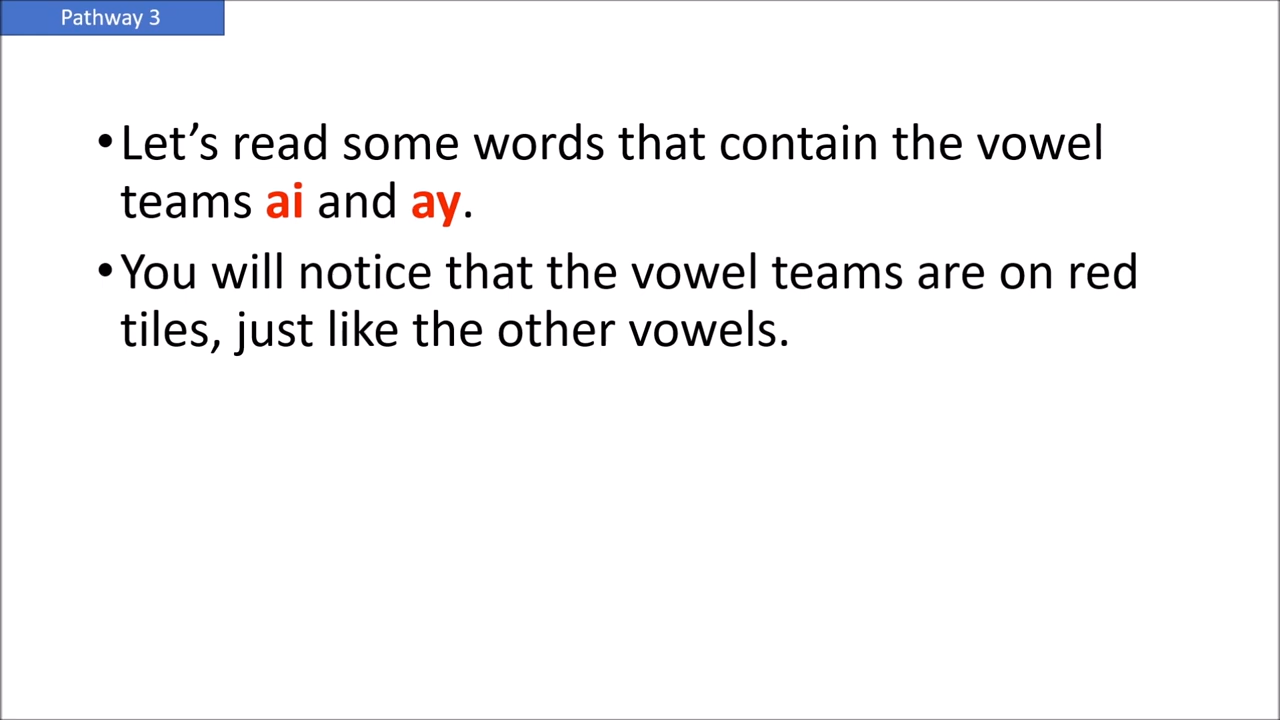 Pathway 3
•Let’s read some words that contain the vowel
teams ai and ay.
•You will notice that the vowel teams are on red
tiles, just like the other vowels.